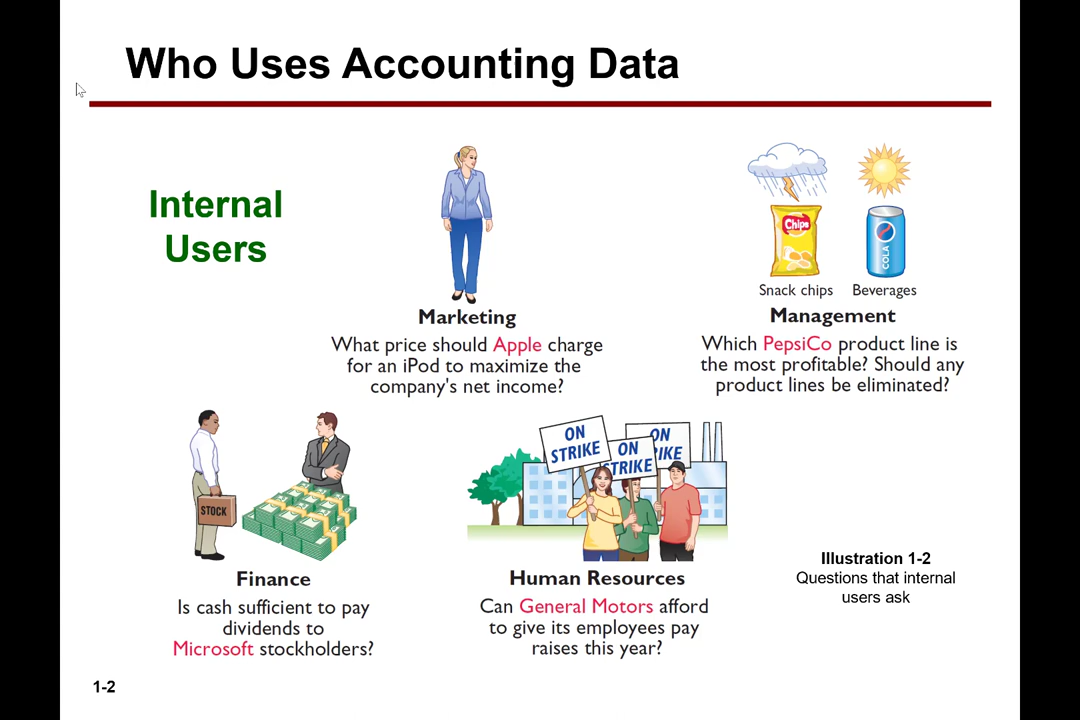 Who Uses Accounting Data
Internal
Users
Chips
COLA
Snack chips
Beverages
Marketing
What price should Apple charge
for an iPod to maximize the
company's net income?
Management
Which PepsiCo product line is
the most profitable? Should any
product lines be eliminated?
STOCK
Finance
Is cash sufficient to pay
dividends to
Microsoft stockholders?
ON
STRIKE
ON
STRIKE
ON
IKE
Human Resources
Can General Motors afford
to give its employees pay
raises this year?
Illustration 1-2
Questions that internal
users ask
1-2